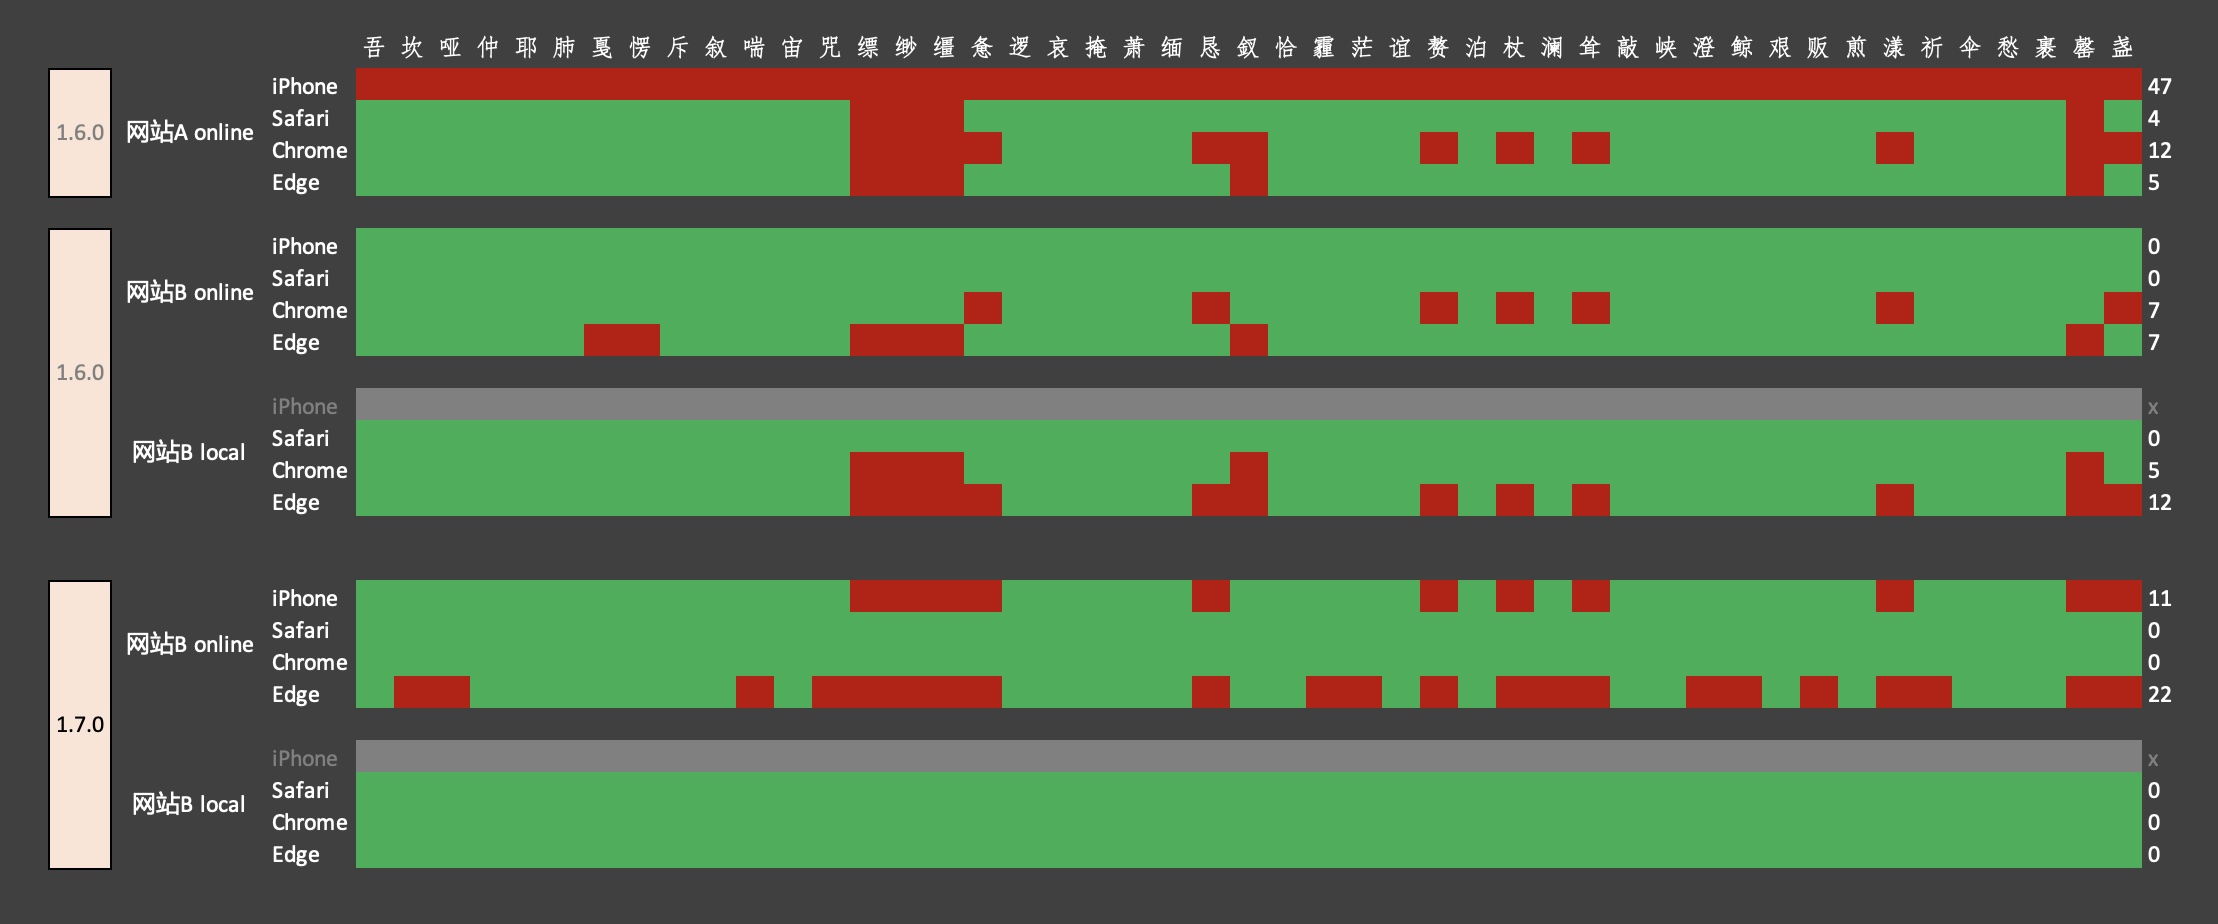 吾 坎 哑 仲 耶 肺 戛 愣 斥 叙 喘 宙 咒 缥 缈 缰 惫 逻 哀 掩 萧 缅 恳 钗 恰 霾 茫 谊 赘 泊 杖 澜 耸 敲 峡 澄 鲸 艰 贩 煎 漾 祈 伞 愁 裹 罄 盏
1.6.0
网站A online
iPhone 47
Safari 4
Chrome 12
Edge 5
1.6.0
网站B online
iPhone 0
Safari 0
Chrome 7
Edge 7
网站B local
iPhone x
Safari 0
Chrome 5
Edge 12
1.7.0
网站B online
iPhone 11
Safari 0
Chrome 0
Edge 22
网站B local
iPhone x
Safari 0
Chrome 0
Edge 0